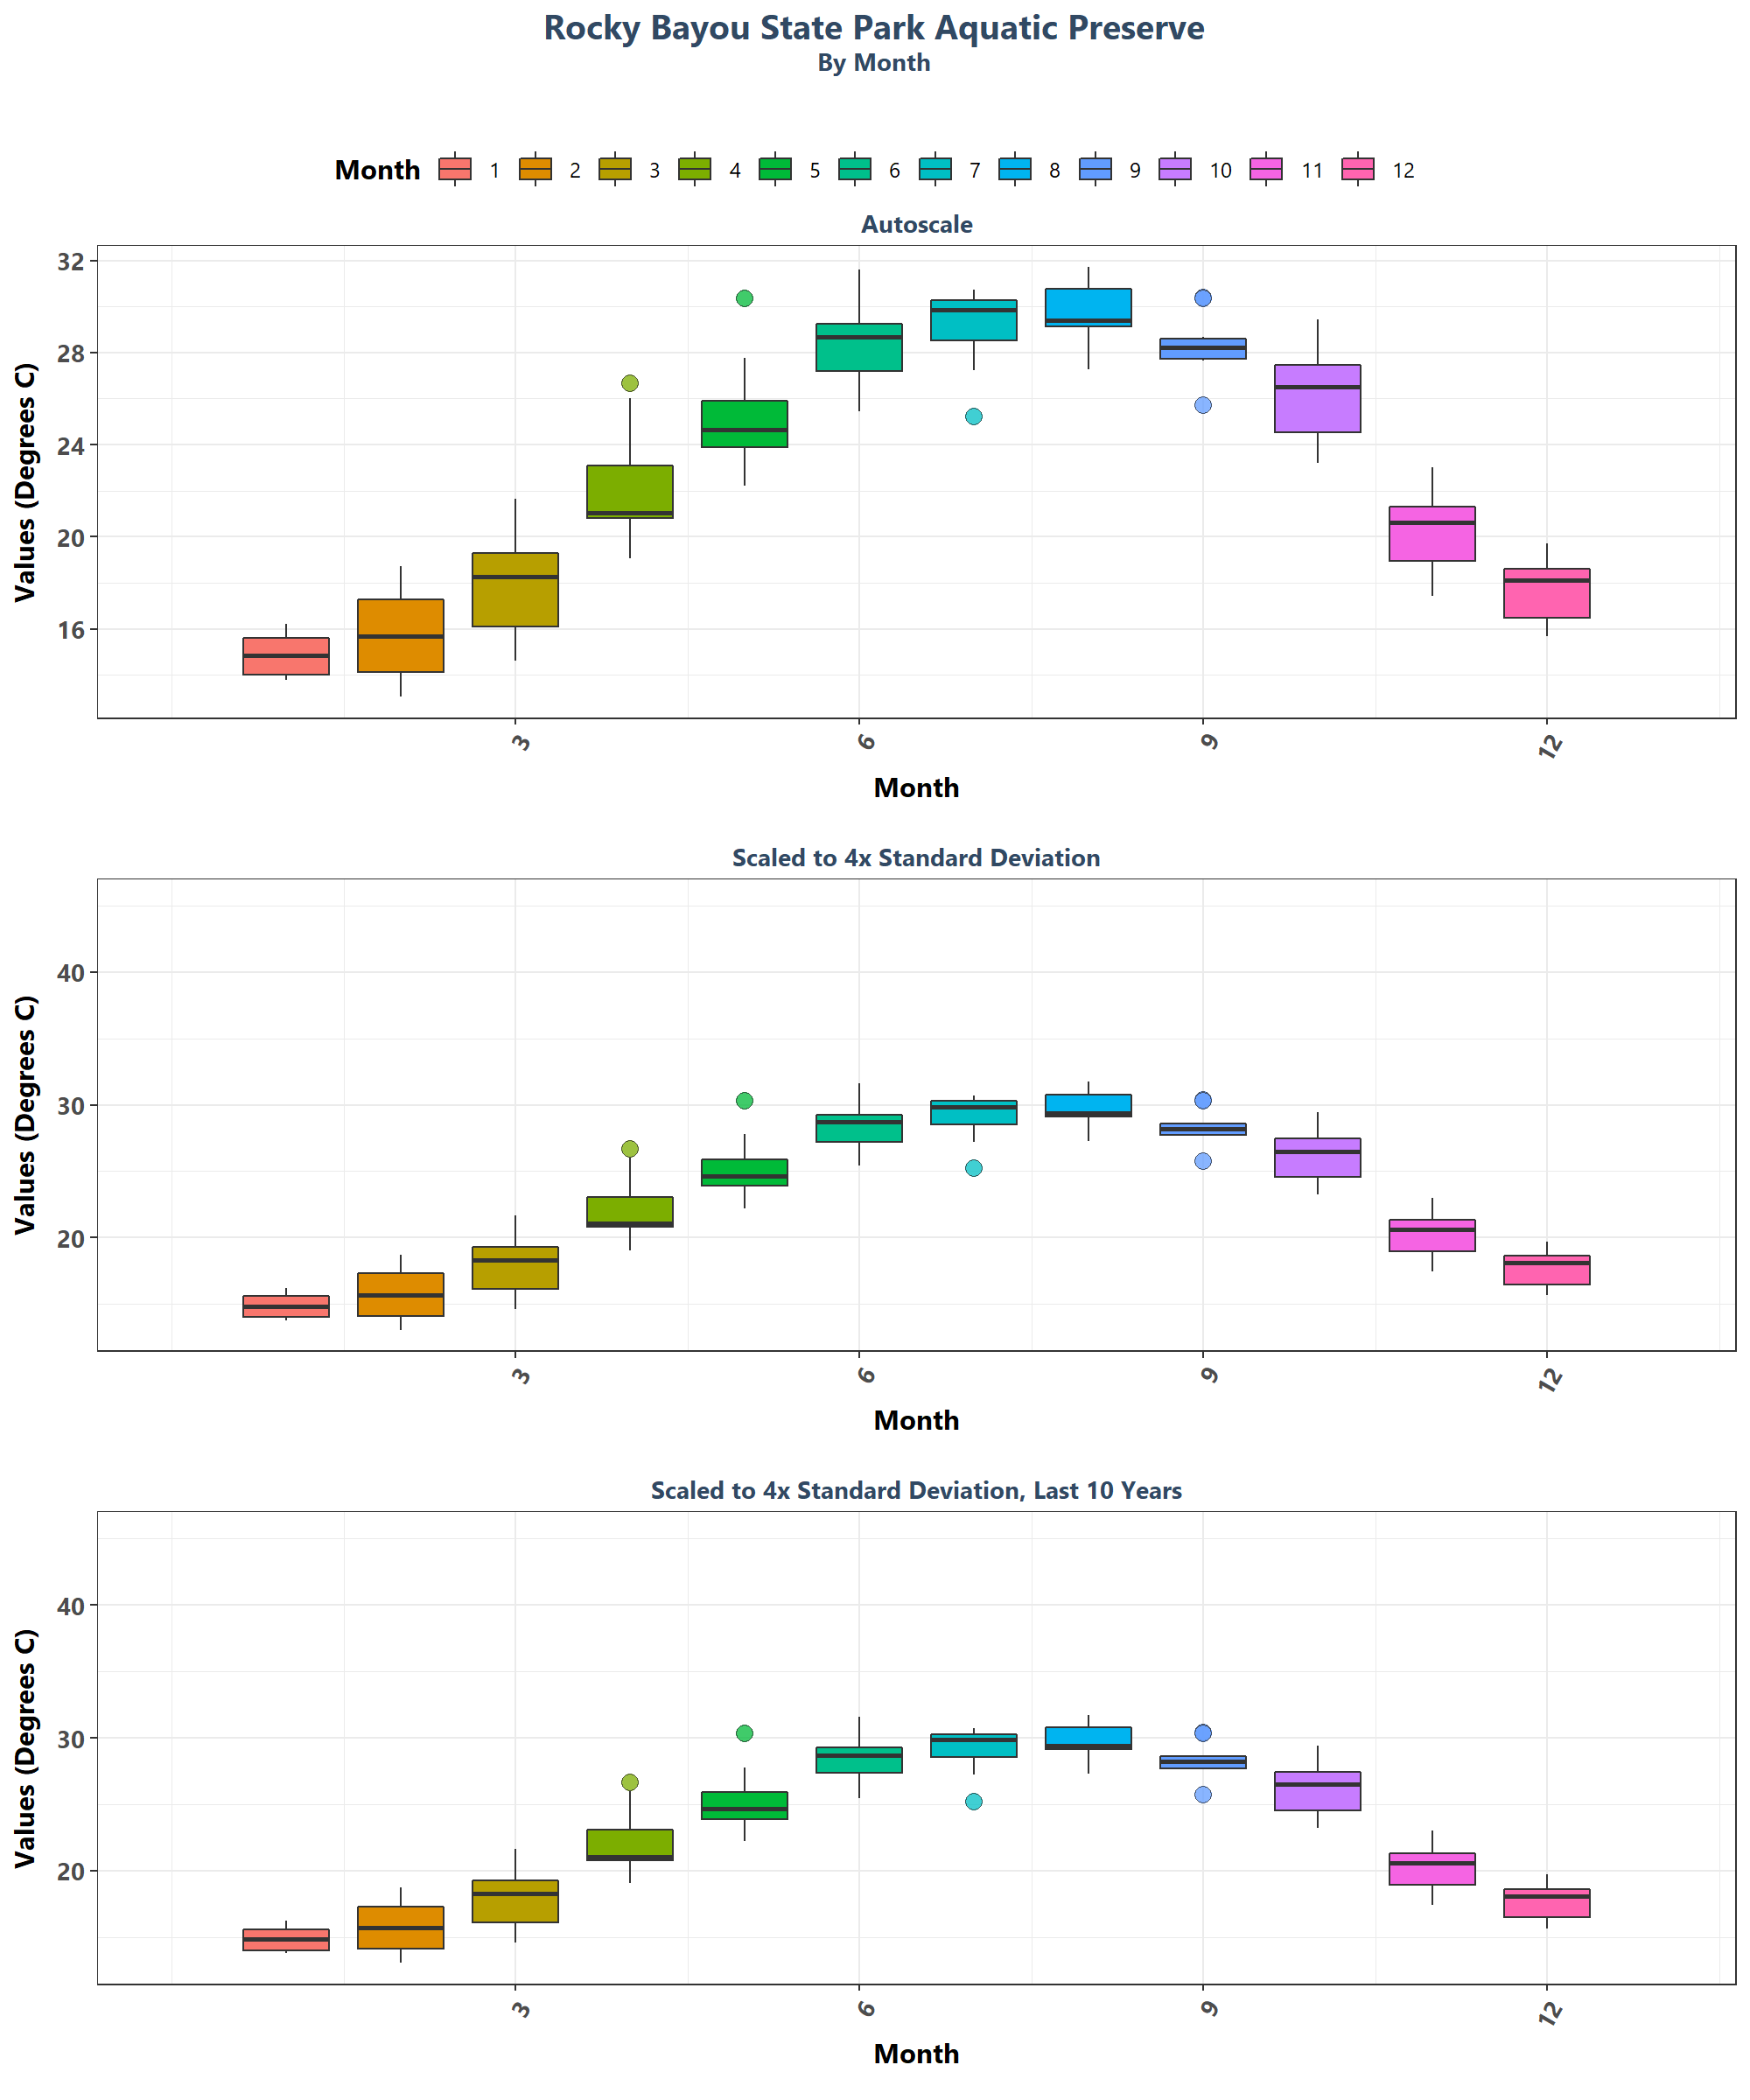 Rocky Bayou State Park Aquatic Preserve
By Month
Month 1 2 3 4 5 6 7 8 9 10 11 12
Autoscale
Values (Degrees C)
32
28
24
20
16
3 6 9 12
Month
Scaled to 4x Standard Deviation
Values (Degrees C)
40
30
20
3 6 9 12
Month
Scaled to 4x Standard Deviation, Last 10 Years
Values (Degrees C)
40
30
20
3 6 9 12
Month